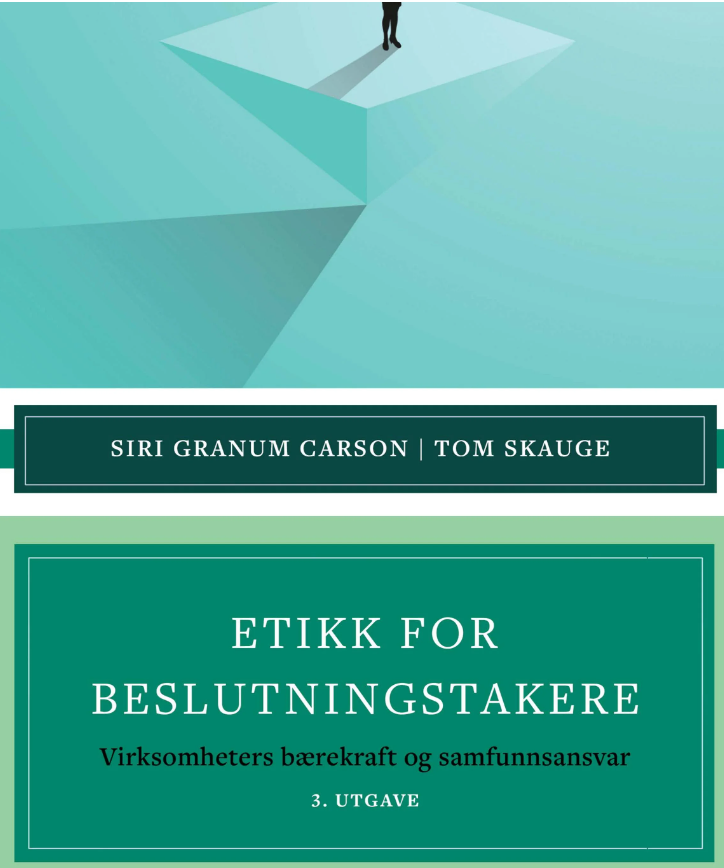 SIRI GRANUM CARSON | TOM SKAUGE
ETIKK FOR
BESLUTNINGSTAKERE
Virksomheters bærekraft og samfunnsansvar
3. UTGAVE